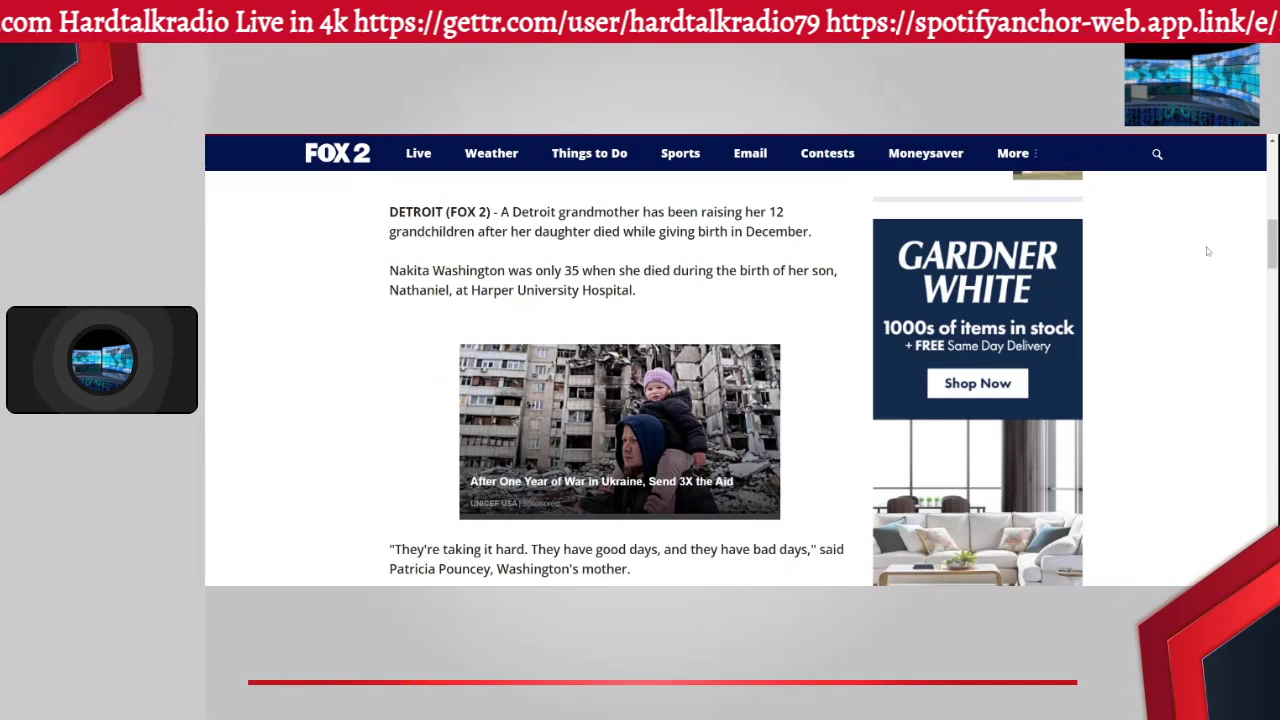 .com Hardtalkradio Live in 4k https://gettr.com/user/hardtalkradio79 https://spotifyanchor-web.app.link/e/
FOX 2 Live Weather Things to Do Sports Email Contests Moneysaver More
DETROIT (FOX 2) - A Detroit grandmother has been raising her 12
grandchildren after her daughter died while giving birth in December.
Nakita Washington was only 35 when she died during the birth of her son,
Nathaniel, at Harper University Hospital.
After One Year of War in Ukraine, Send 3X the Aid
UNICEF USA | Sponsored
"They're taking it hard. They have good days, and they have bad days," said
Patricia Pouncey, Washington's mother.
GARDNER
WHITE
1000s of items in stock
+ FREE Same Day Delivery
Shop Now